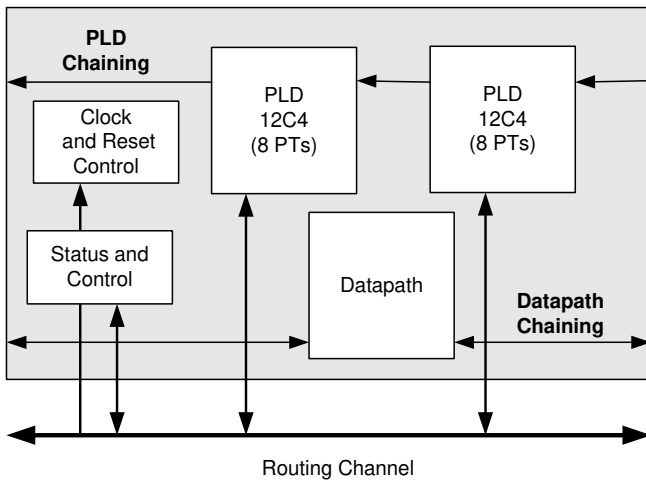 PLD
Chaining
PLD
12C4
(8 PTs)
PLD
12C4
(8 PTs)
Clock
and Reset
Control
Status and
Control
Datapath
Datapath
Chaining
Routing Channel